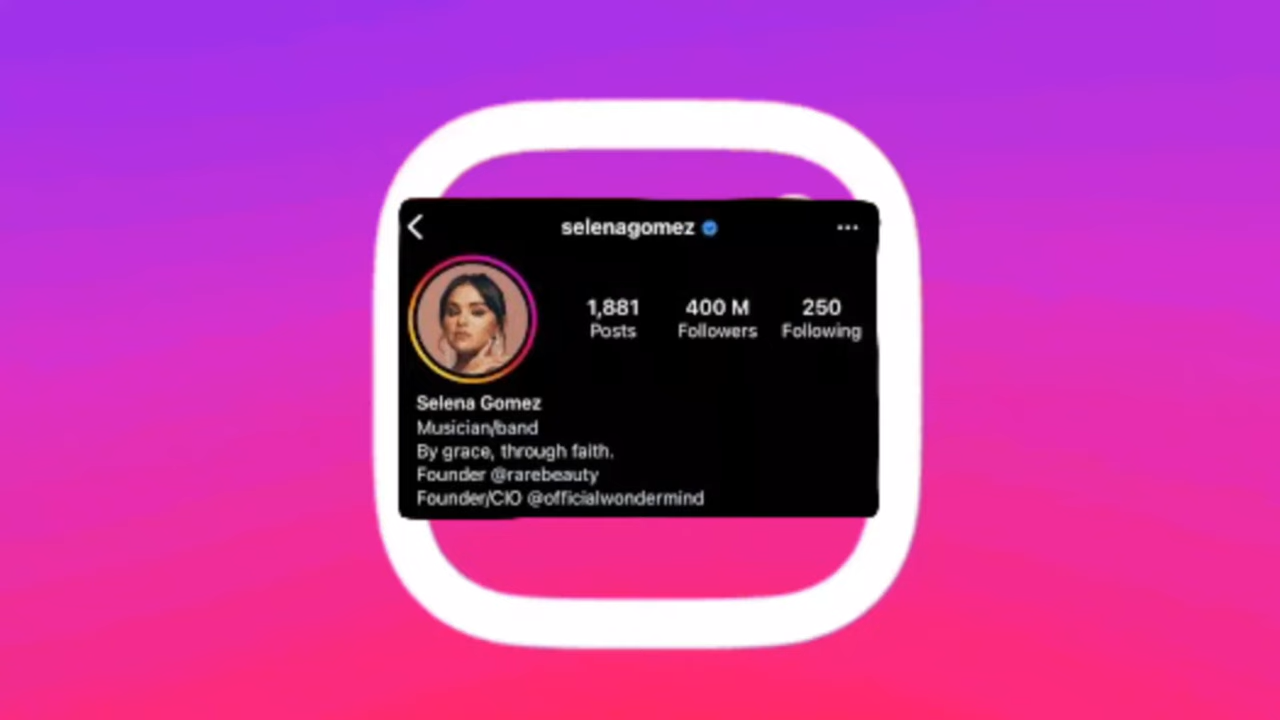 selenagomez
1,881 400 M 250
Posts Followers Following
Selena Gomez
Musician/band
By grace, through faith.
Founder @rarebeauty
Founder/CIO @officialwondermind